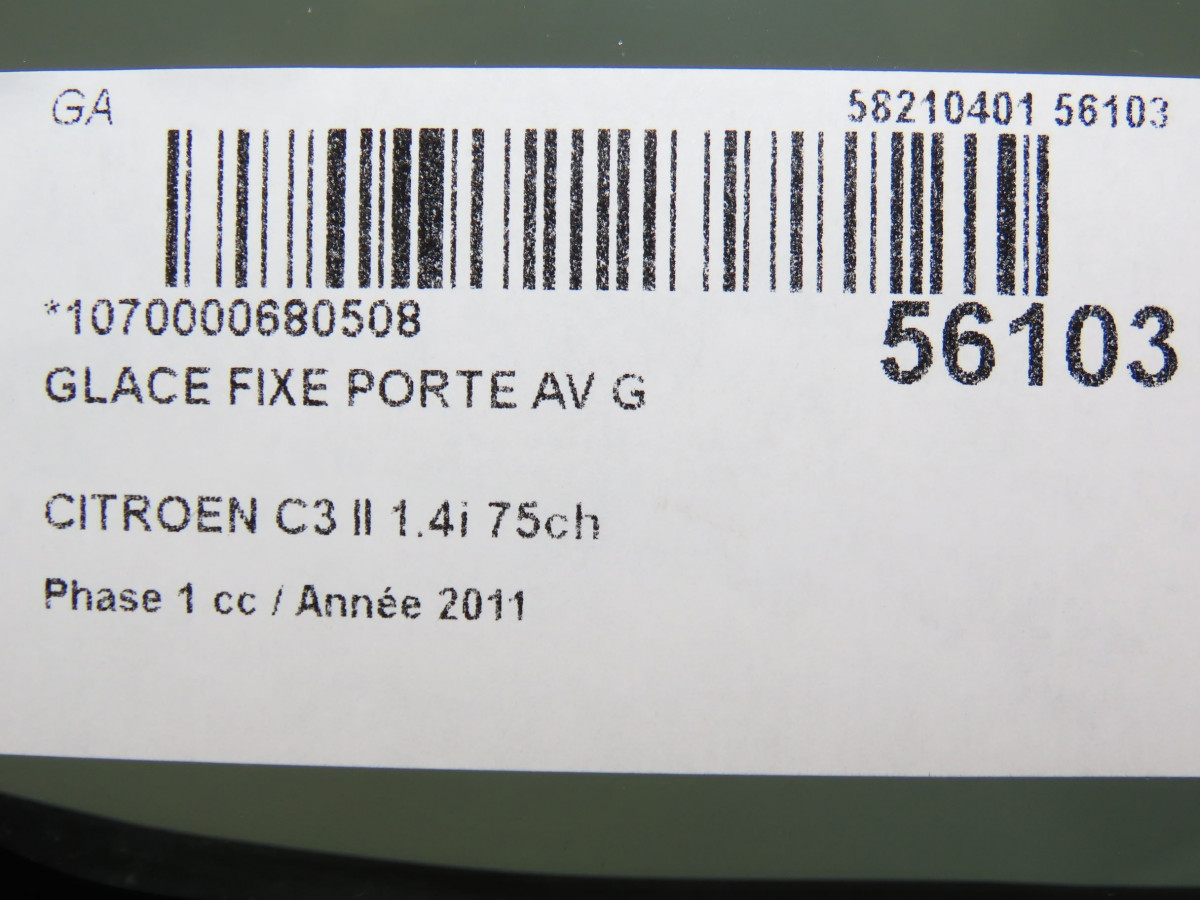 GA
58210401 56103
*1070000680508
56103
GLACE FIXE PORTE AV G
CITROEN C3 II 1.4i 75ch
Phase 1 cc / Année 2011